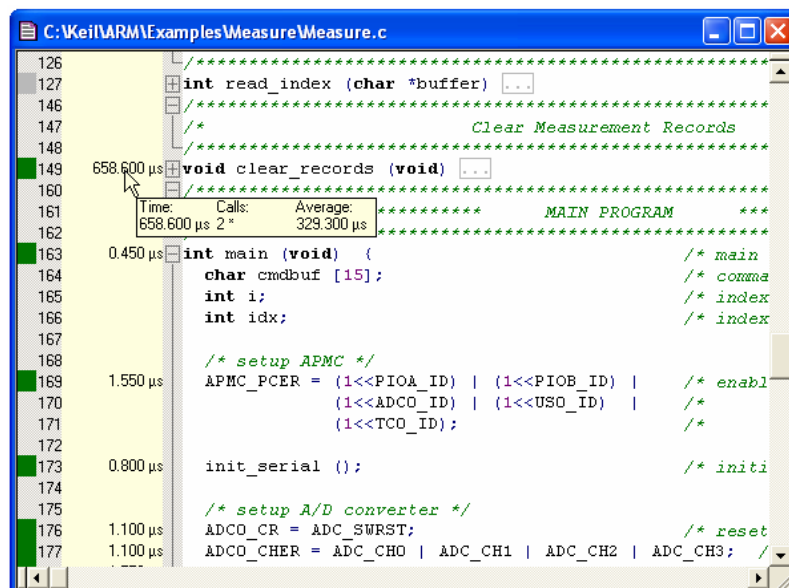 C:\Keil\ARM\Examples\Measure\Measure.c
126 /*******************************************************
127 int read_index (char *buffer) ...
146 /*******************************************************
147 /* Clear Measurement Records
148 /*******************************************************
149 658.600 µs void clear_records (void) ...
160 /*******************************************************
Time: Calls: Average:
658.600 µs 2 * 329.300 µs
161 ********** MAIN PROGRAM ***
162 ************************************
163 0.450 µs int main (void) { /* main
164 char cmdbuf [15]; /* comma
165 int i; /* index
166 int idx; /* index
167
168 /* setup APMC */
169 1.550 µs APMC_PCER = (1<<PIOA_ID) | (1<<PIOB_ID) | /* enabl
170 (1<<ADC0_ID) | (1<<US0_ID) | /*
171 (1<<TC0_ID); /*
172
173 0.800 µs init_serial (); /* initi
174
175 /* setup A/D converter */
176 1.100 µs ADC0_CR = ADC_SWRST; /* reset
177 1.100 µs ADC0_CHER = ADC_CH0 | ADC_CH1 | ADC_CH2 | ADC_CH3; /